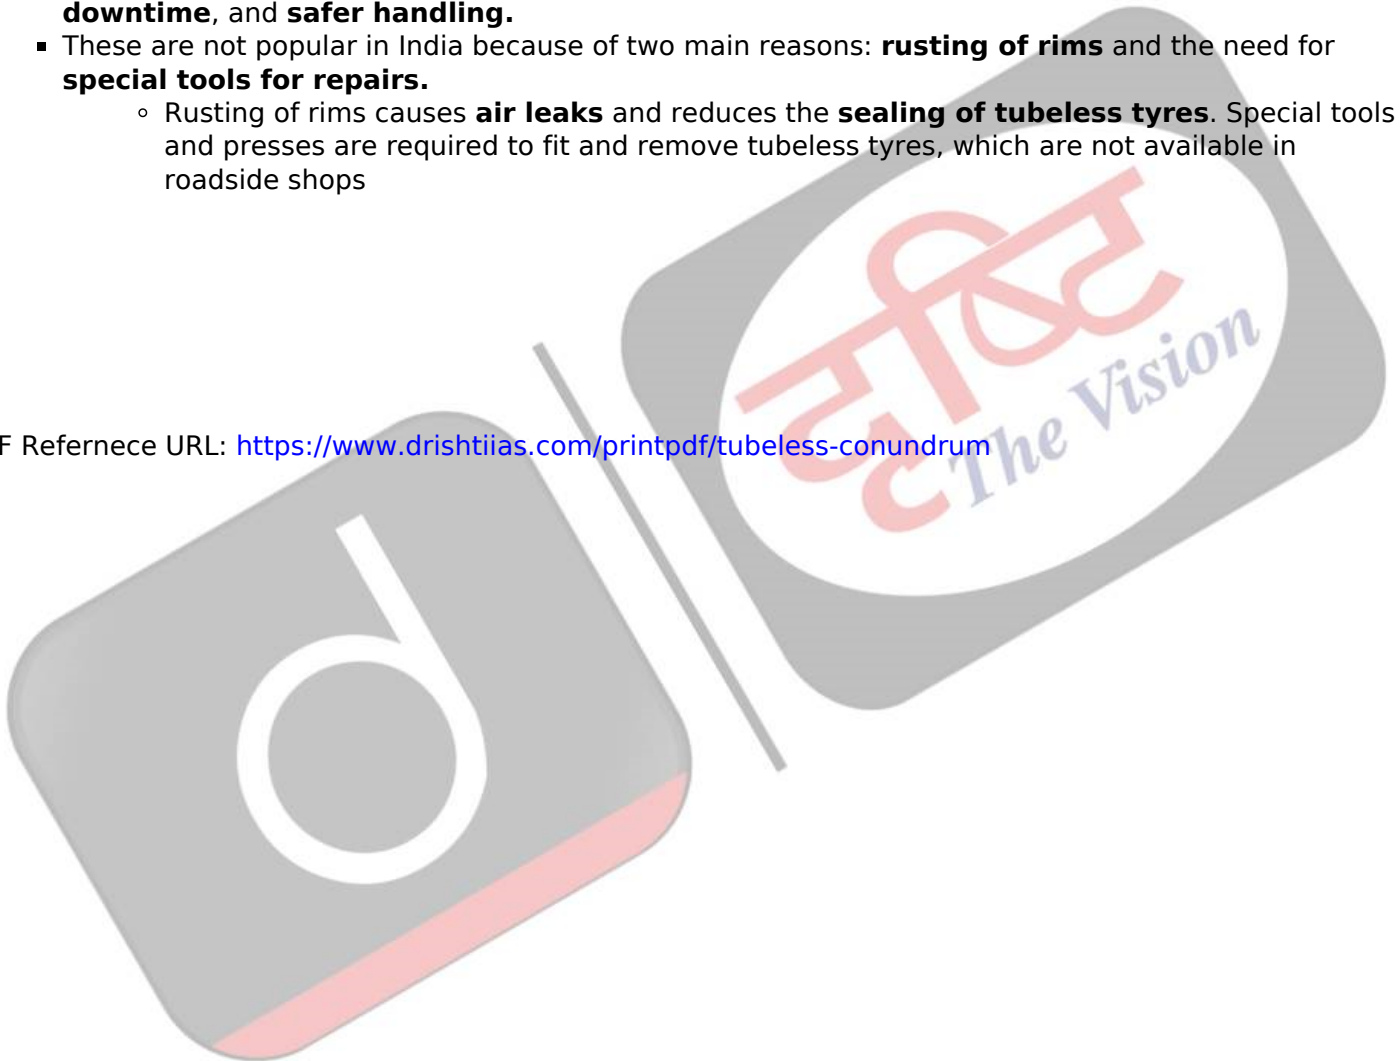 downtime, and safer handling.
▪ These are not popular in India because of two main reasons: rusting of rims and the need for
special tools for repairs.
◦ Rusting of rims causes air leaks and reduces the sealing of tubeless tyres. Special tools
and presses are required to fit and remove tubeless tyres, which are not available in
roadside shops
दृष्टि
The Vision
F Refernece URL: https://www.drishtiias.com/printpdf/tubeless-conundrum
d